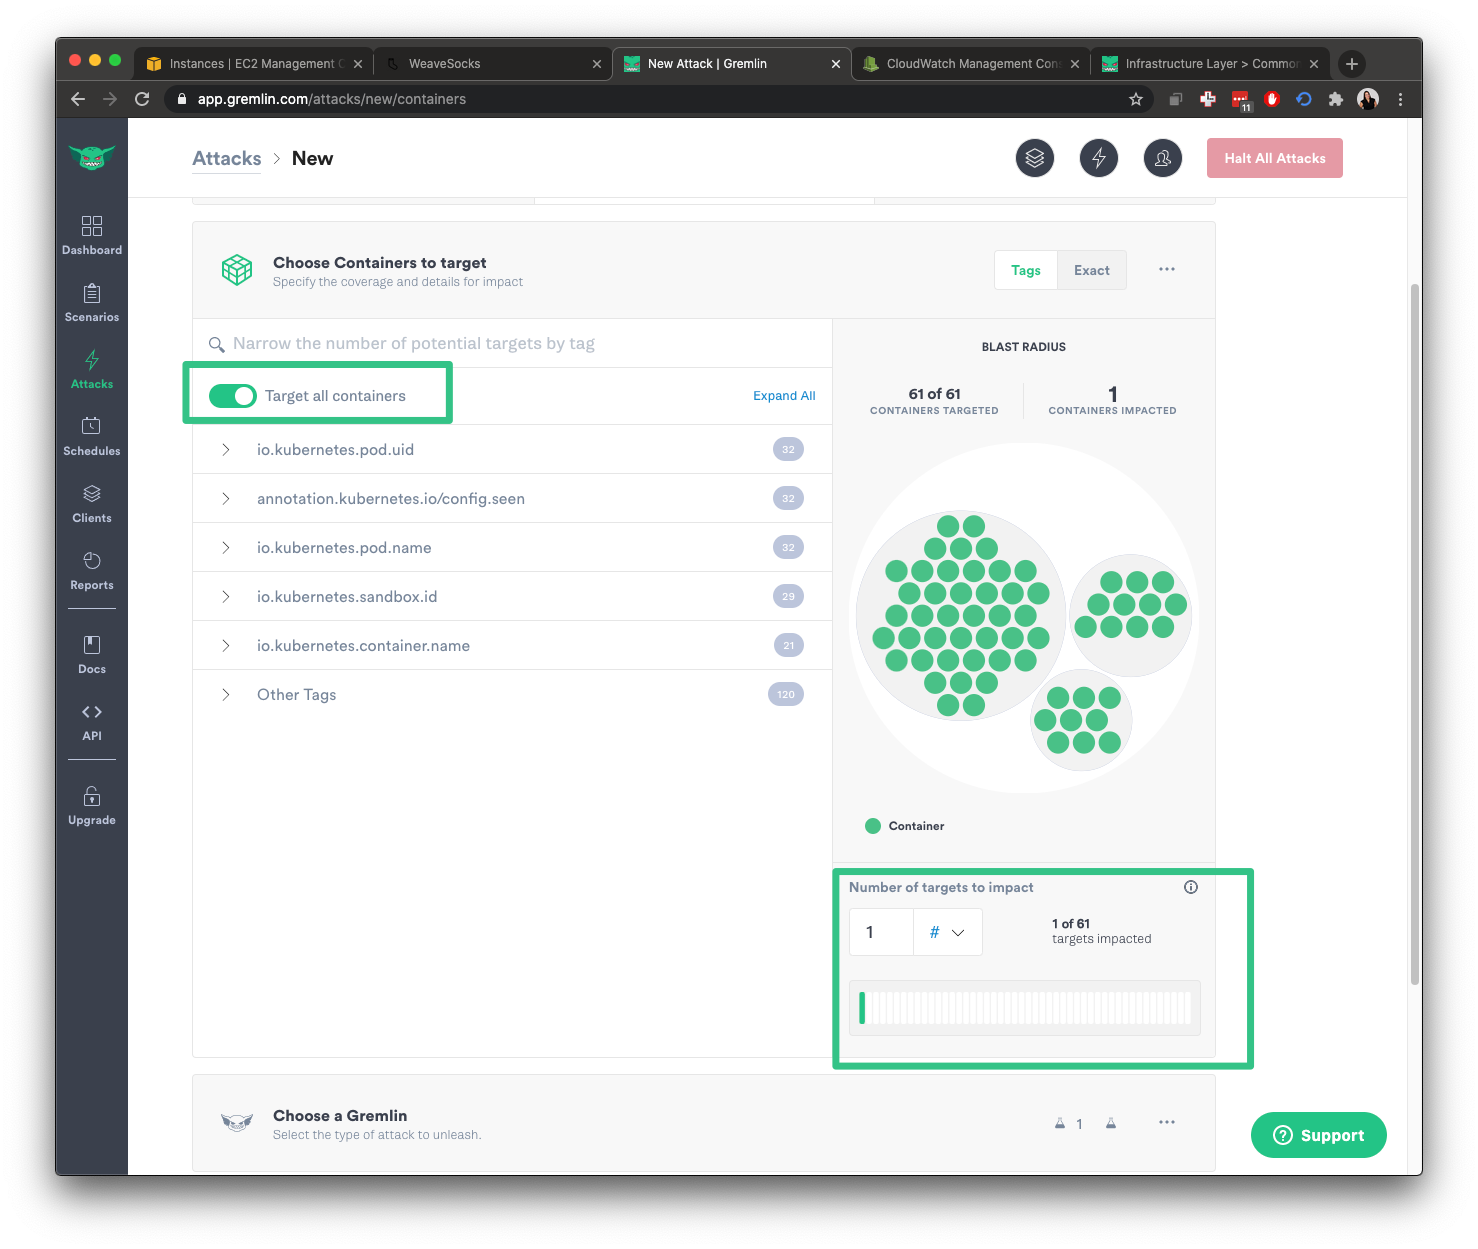 Instances | EC2 Management C
WeaveSocks
New Attack | Gremlin
CloudWatch Management Con
Infrastructure Layer > Common
app.gremlin.com/attacks/new/containers
11
Attacks > New
Halt All Attacks
Dashboard
Scenarios
Attacks
Schedules
Clients
Reports
Docs
API
Upgrade
Choose Containers to target
Specify the coverage and details for impact
Tags
Exact
Narrow the number of potential targets by tag
Target all containers
Expand All
io.kubernetes.pod.uid
32
annotation.kubernetes.io/config.seen
32
io.kubernetes.pod.name
32
io.kubernetes.sandbox.id
29
io.kubernetes.container.name
21
Other Tags
120
BLAST RADIUS
61 of 61
CONTAINERS TARGETED
1
CONTAINERS IMPACTED
Container
Number of targets to impact
1
#
1 of 61
targets impacted
Choose a Gremlin
Select the type of attack to unleash.
1
Support